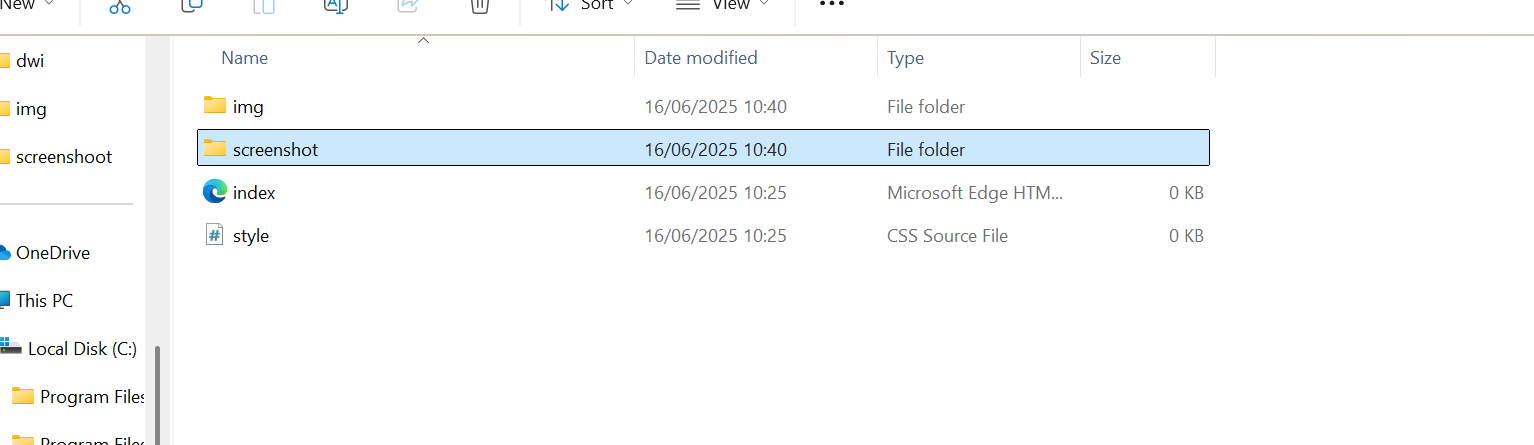 New
Sort
View
dwi
img
screenshoot
OneDrive
This PC
Local Disk (C:)
Program Files
Program Files
Name Date modified Type Size
img 16/06/2025 10:40 File folder
screenshot 16/06/2025 10:40 File folder
index 16/06/2025 10:25 Microsoft Edge HTM... 0 KB
style 16/06/2025 10:25 CSS Source File 0 KB